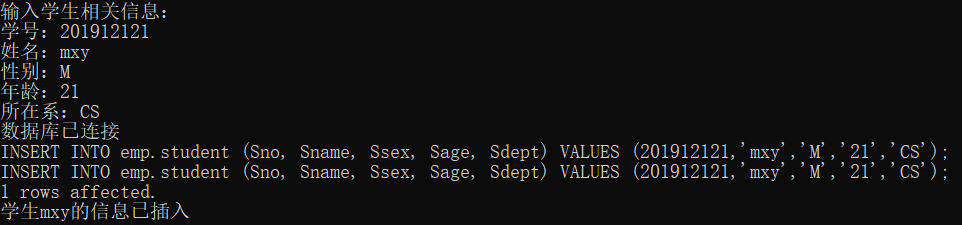 输入学生相关信息：
学号：201912121
姓名：mxy
性别：M
年龄：21
所在系：CS
数据库已连接
INSERT INTO emp.student (Sno, Sname, Ssex, Sage, Sdept) VALUES (201912121,'mxy','M','21','CS');
INSERT INTO emp.student (Sno, Sname, Ssex, Sage, Sdept) VALUES (201912121,'mxy','M','21','CS');
1 rows affected.
学生mxy的信息已插入